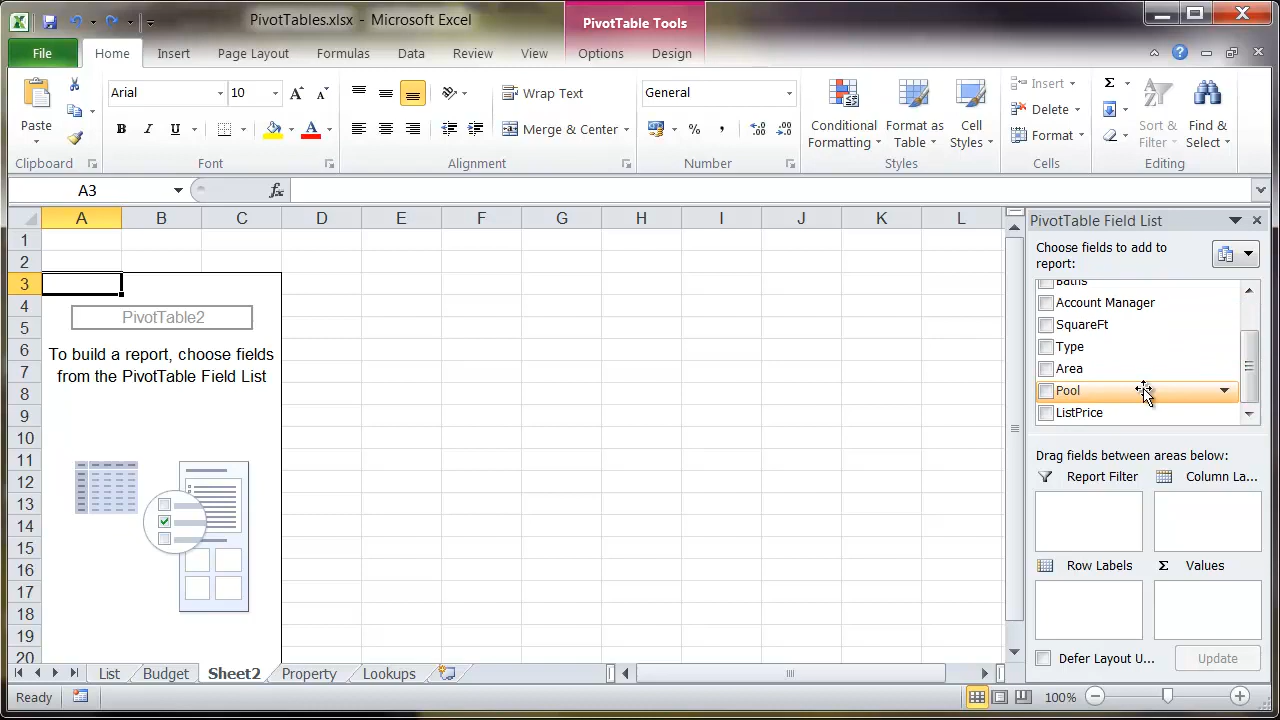 PivotTables.xlsx - Microsoft Excel
PivotTable Tools
File Home Insert Page Layout Formulas Data Review View Options Design
Paste
Clipboard
Arial 10
B I U
Font
Wrap Text
Merge & Center
Alignment
General
Number
Conditional Formatting
Format as Table
Cell Styles
Styles
Insert
Delete
Format
Cells
Sort & Filter
Find & Select
Editing
A3 fx
A B C D E F G H I J K L
1
2
3
4
5
6
7
8
9
10
11
12
13
14
15
16
17
18
19
20
PivotTable2
To build a report, choose fields
from the PivotTable Field List
PivotTable Field List
Choose fields to add to
report:
Baths
Account Manager
SquareFt
Type
Area
Pool
ListPrice
Drag fields between areas below:
Report Filter Column La...
Row Labels Σ Values
Defer Layout U... Update
List Budget Sheet2 Property Lookups
Ready 100%